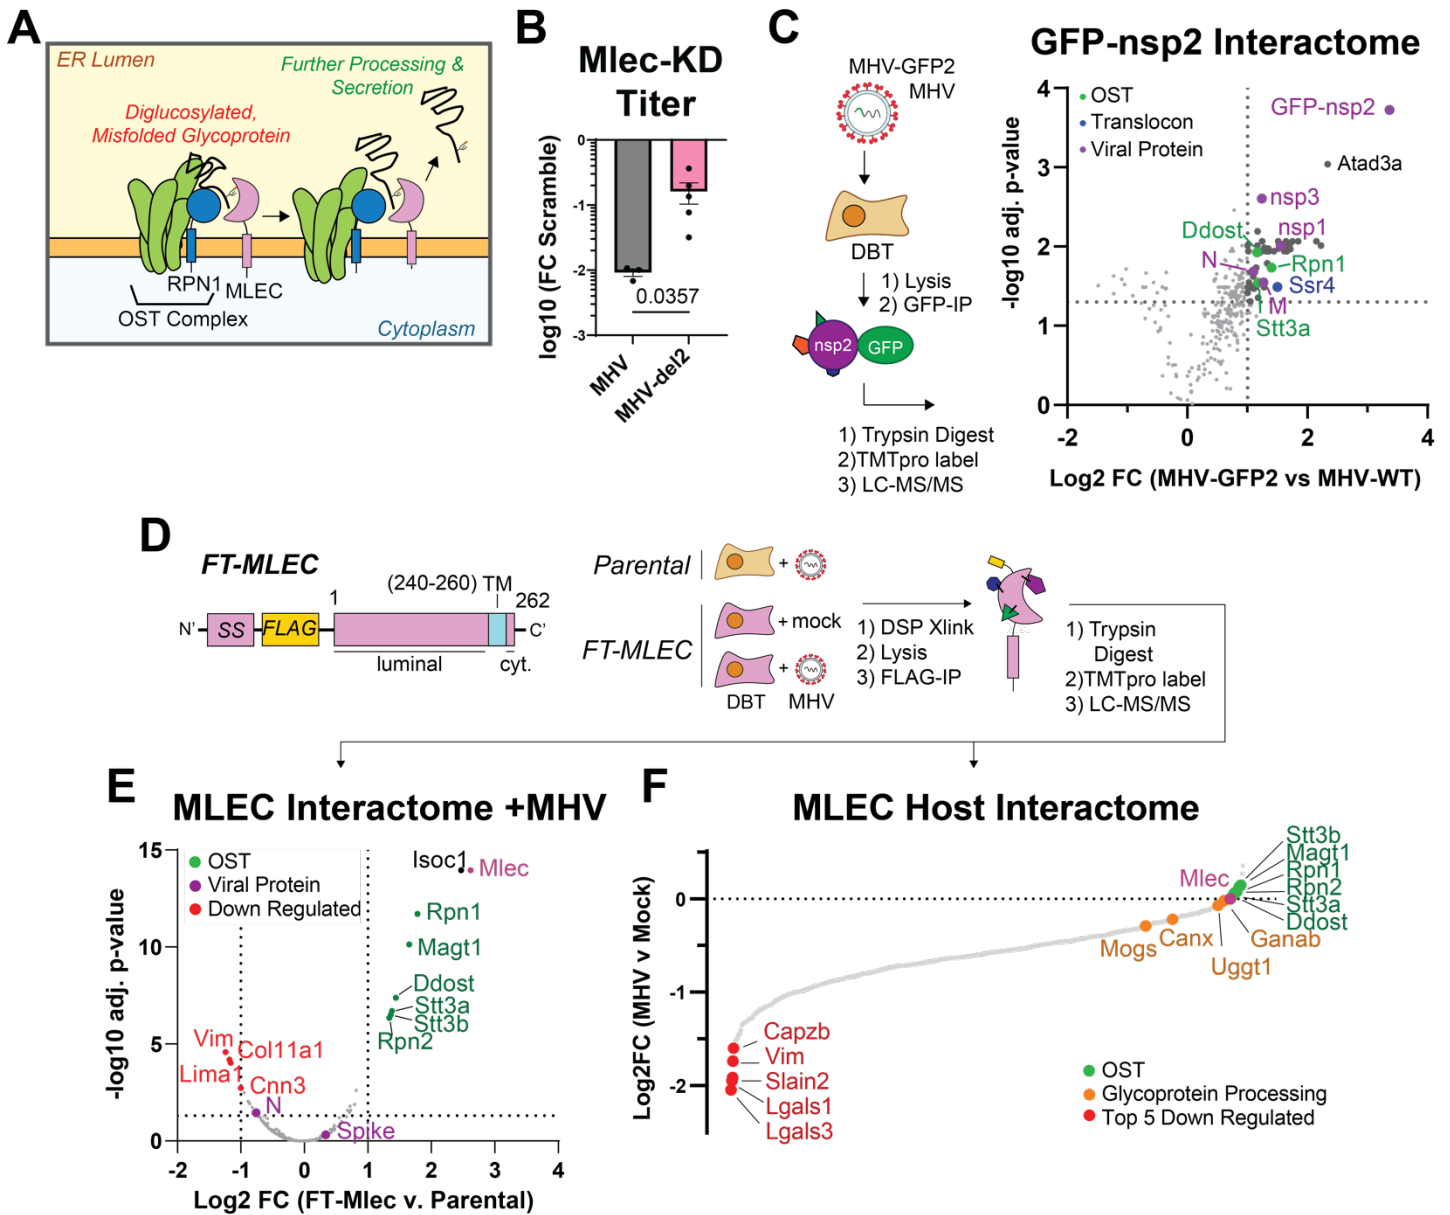 A
ER Lumen
Further Processing &
Secretion
Diglucosylated,
Misfolded Glycoprotein
RPN1
MLEC
OST Complex
Cytoplasm
B
Mlec-KD
Titer
log10 (FC Scramble)
0
-1
-2
-3
0.0357
MHV
MHV-del2
C
MHV-GFP2
MHV
DBT
1) Lysis
2) GFP-IP
nsp2
GFP
1) Trypsin Digest
2)TMTpro label
3) LC-MS/MS
GFP-nsp2 Interactome
-log10 adj. p-value
4
3
2
1
0
OST
Translocon
Viral Protein
GFP-nsp2
Atad3a
nsp3
Ddost
nsp1
N
Rpn1
Ssr4
M
Stt3a
-2
0
2
4
Log2 FC (MHV-GFP2 vs MHV-WT)
D
FT-MLEC
(240-260) TM
1
262
N'
SS
FLAG
C'
luminal
cyt.
Parental
+
FT-MLEC
+ mock
+
DBT
MHV
1) DSP Xlink
2) Lysis
3) FLAG-IP
1) Trypsin
Digest
2)TMTpro label
3) LC-MS/MS
E
MLEC Interactome +MHV
-log10 adj. p-value
15
10
5
0
OST
Viral Protein
Down Regulated
Isoc1
Mlec
Rpn1
Magt1
Ddost
Stt3a
Stt3b
Rpn2
Vim
Col11a1
Lima1
Cnn3
N
Spike
-2
-1
0
1
2
3
4
Log2 FC (FT-Mlec v. Parental)
F
MLEC Host Interactome
Log2FC (MHV v Mock)
0
-1
-2
Stt3b
Magt1
Rpn1
Rpn2
Stt3a
Ddost
Mlec
Mogs
Canx
Uggt1
Ganab
Capzb
Vim
Slain2
Lgals1
Lgals3
OST
Glycoprotein Processing
Top 5 Down Regulated